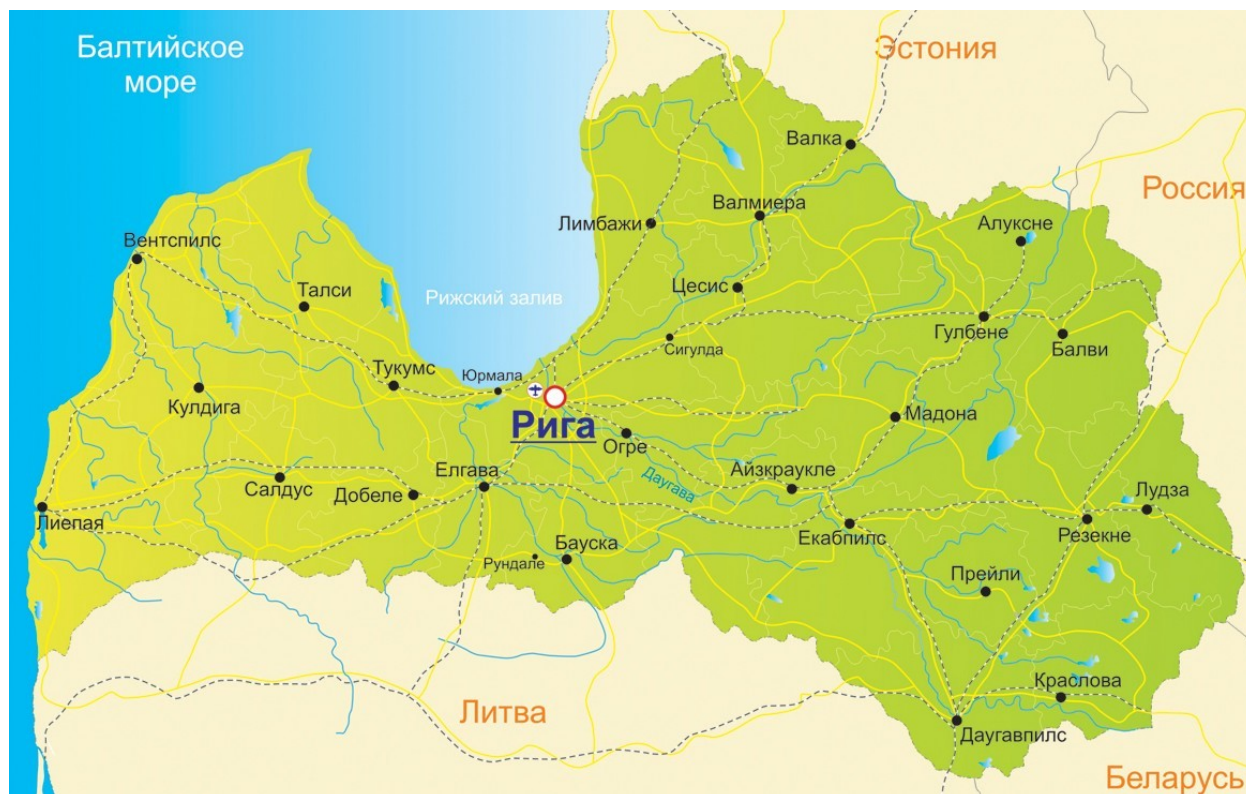 Балтийское
море
Эстония
Валка
Россия
Валмиера
Лимбажи
Алуксне
Вентспилс
Талси
Цесис
Рижский залив
Гулбене
Балви
Сигулда
Тукумс
Юрмала
Кулдига
Рига
Мадона
Огре
Елгава
Айзкраукле
Даугава
Салдус
Добеле
Лудза
Лиепая
Екабпилс
Резекне
Бауска
Рундале
Прейли
Краслова
Литва
Даугавпилс
Беларусь